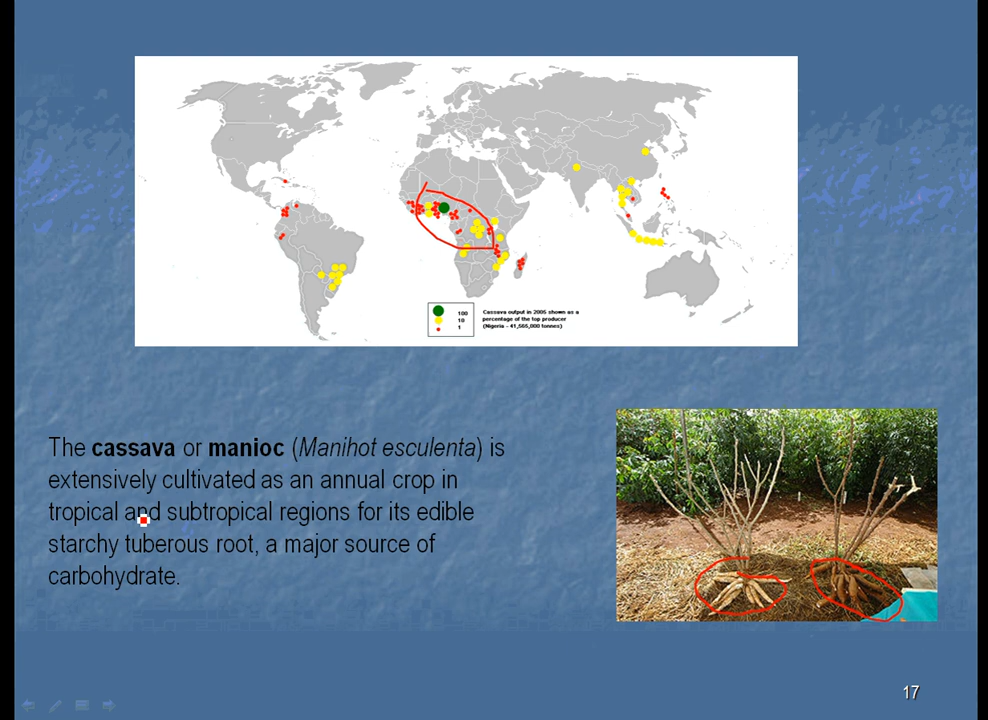 100
10
1
Cassava output in 2005 shown as a
percentage of the top producer
(Nigeria - 41,565,000 tonnes)
The cassava or manioc (Manihot esculenta) is
extensively cultivated as an annual crop in
tropical and subtropical regions for its edible
starchy tuberous root, a major source of
carbohydrate.
17